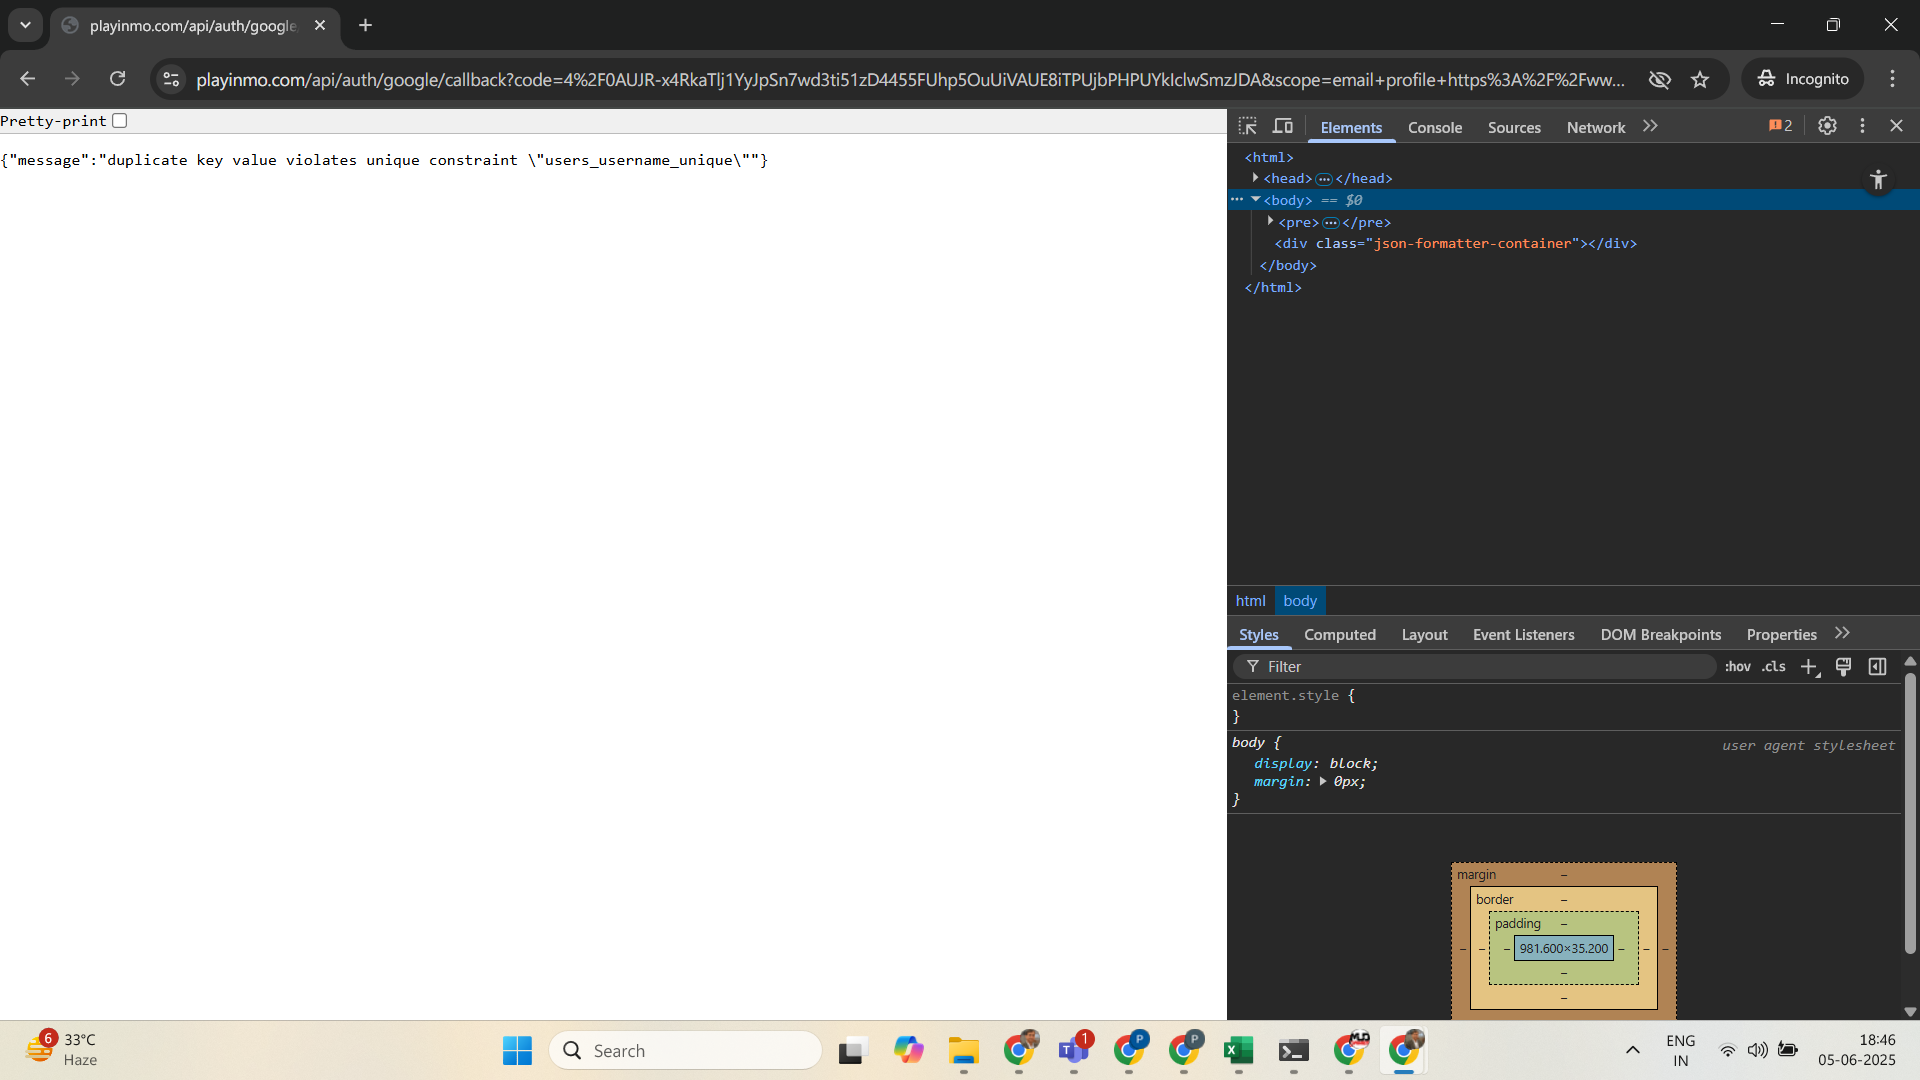 playinmo.com/api/auth/google
playinmo.com/api/auth/google/callback?code=4%2F0AUJR-x4RkaTlj1YyJpSn7wd3ti51zD4455FUhp5OuUiVAUE8iTPUjbPHPUYkIclwSmzJDA&scope=email+profile+https%3A%2F%2Fww...
Incognito
Pretty-print
{"message":"duplicate key value violates unique constraint \"users_username_unique\""}
Elements
Console
Sources
Network
2
<html>
<head>
</head>
<body> == $0
<pre>
</pre>
<div class="json-formatter-container"></div>
</body>
</html>
html
body
Styles
Computed
Layout
Event Listeners
DOM Breakpoints
Properties
Filter
:hov
.cls
element.style {
}
body {
user agent stylesheet
display: block;
margin: 0px;
}
margin
border
padding
981.600×35.200
6
33°C
Haze
Search
1
P
P
ENG
IN
18:46
05-06-2025